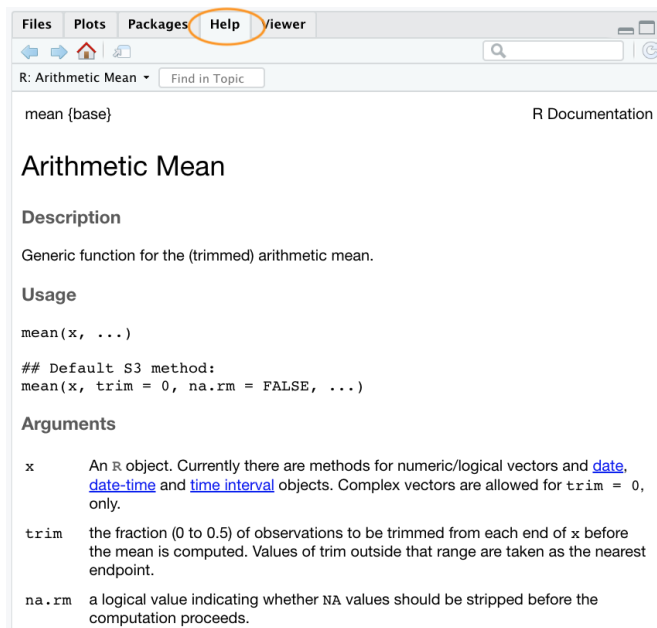 Files Plots Packages Help Viewer
R: Arithmetic Mean Find in Topic
mean {base} R Documentation
Arithmetic Mean
Description
Generic function for the (trimmed) arithmetic mean.
Usage
mean(x, ...)
## Default S3 method:
mean(x, trim = 0, na.rm = FALSE, ...)
Arguments
x An R object. Currently there are methods for numeric/logical vectors and date,
date-time and time interval objects. Complex vectors are allowed for trim = 0,
only.
trim the fraction (0 to 0.5) of observations to be trimmed from each end of x before
the mean is computed. Values of trim outside that range are taken as the nearest
endpoint.
na.rm a logical value indicating whether NA values should be stripped before the
computation proceeds.